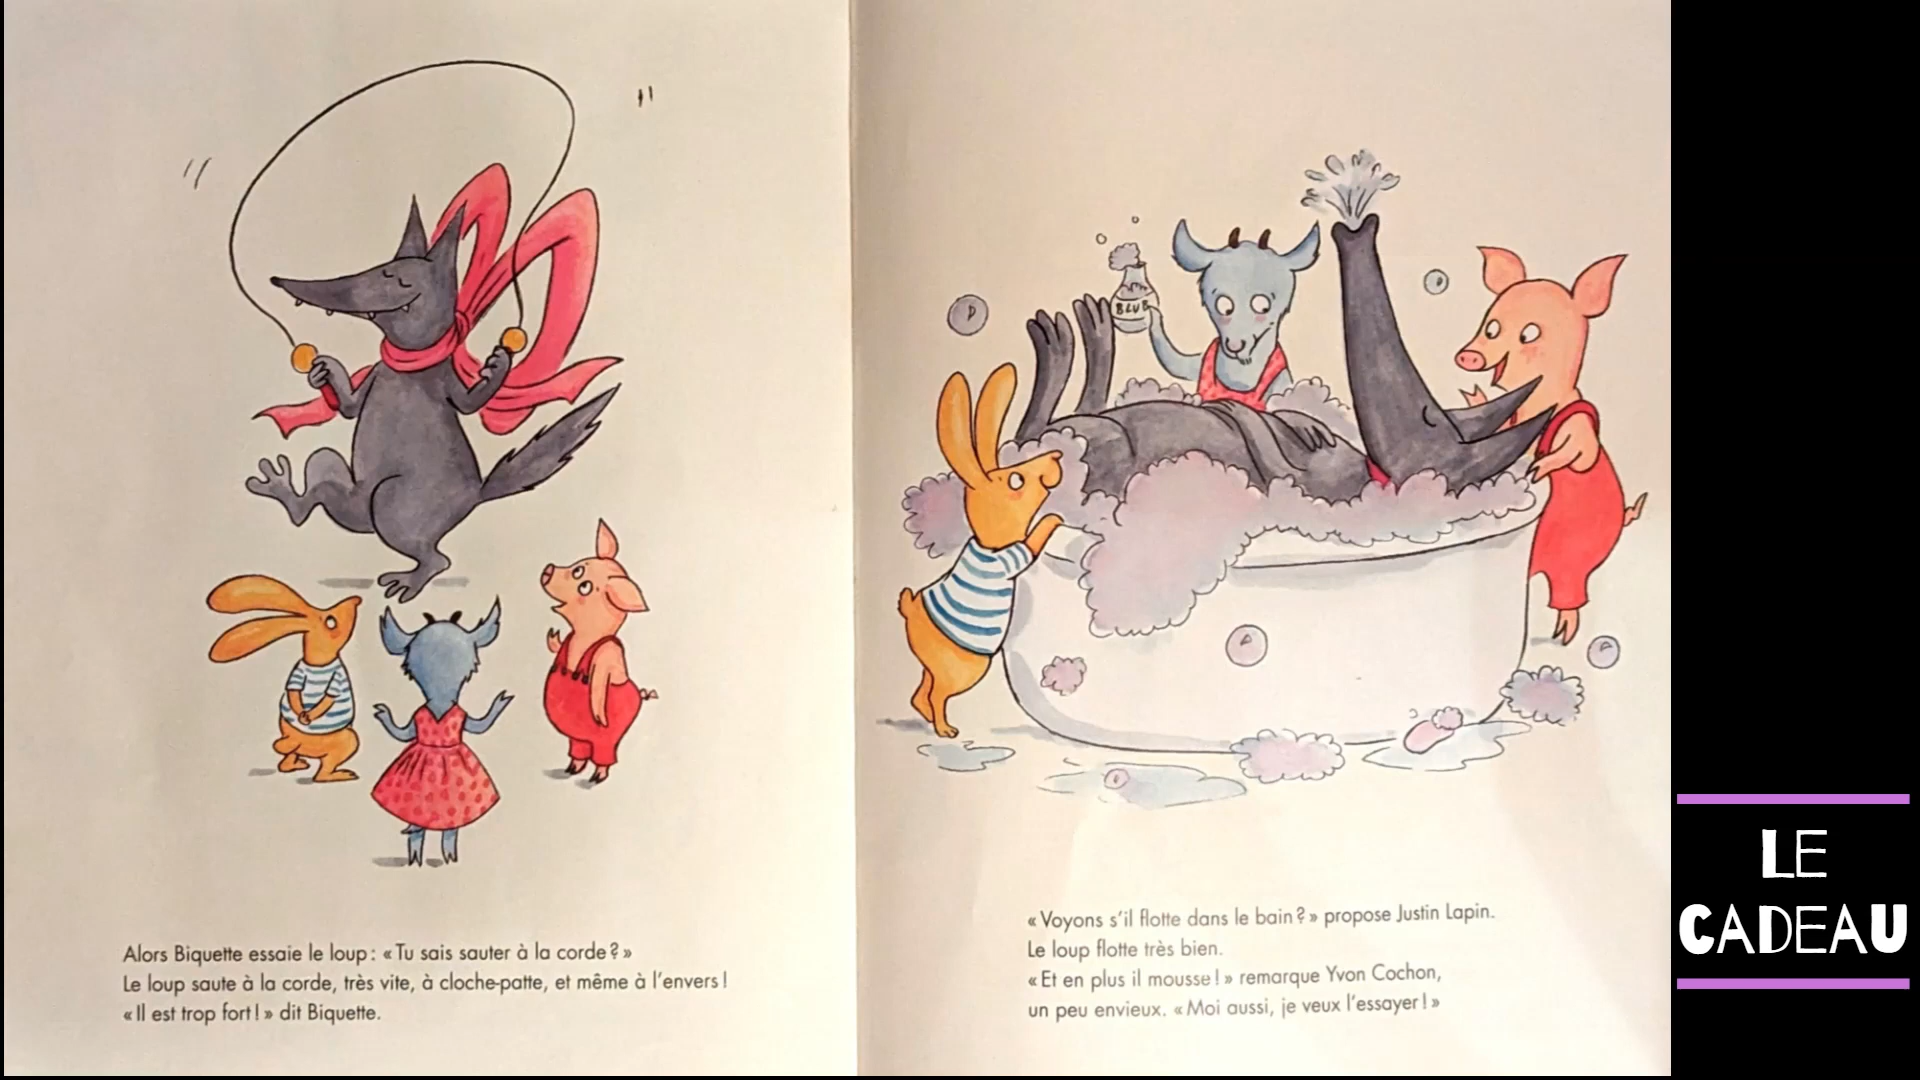 Alors Biquette essaie le loup : « Tu sais sauter à la corde ? »
Le loup saute à la corde, très vite, à cloche-patte, et même à l'envers !
« Il est trop fort ! » dit Biquette.
BLUB
« Voyons s'il flotte dans le bain ? » propose Justin Lapin.
Le loup flotte très bien.
« Et en plus il mousse ! » remarque Yvon Cochon,
un peu envieux. « Moi aussi, je veux l'essayer ! »
LE
CADEAU